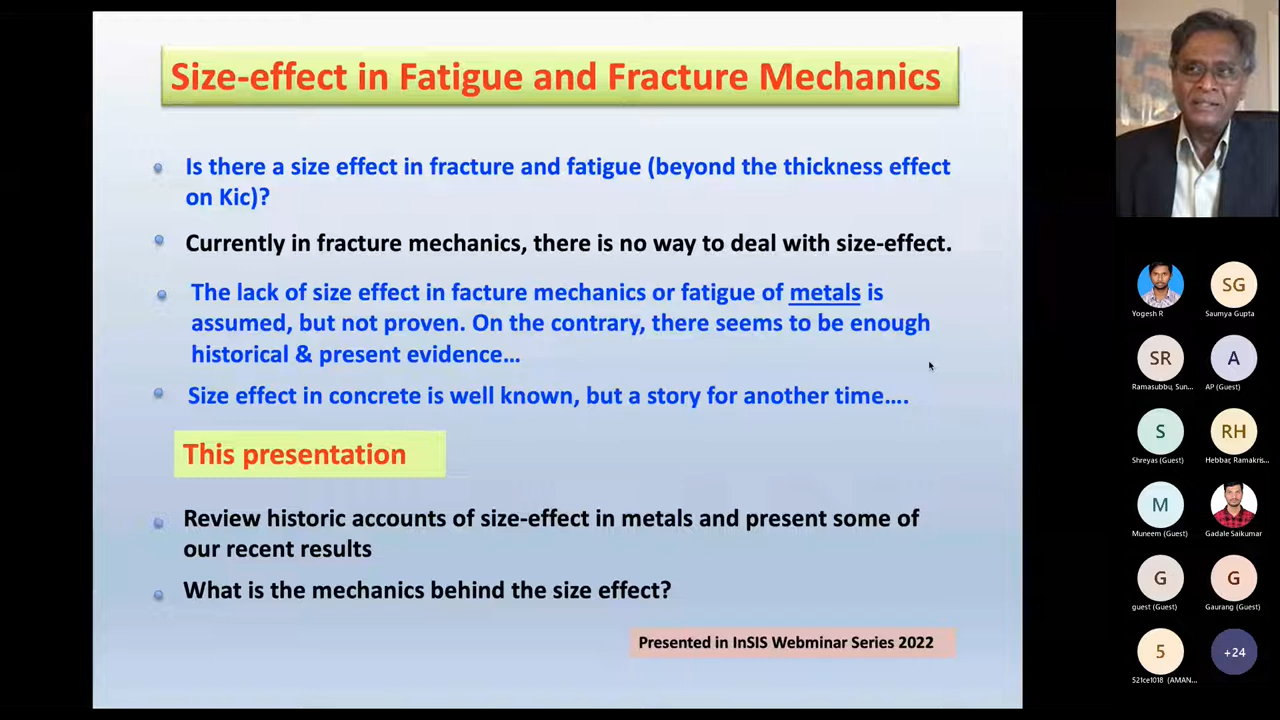 Size-effect in Fatigue and Fracture Mechanics
Is there a size effect in fracture and fatigue (beyond the thickness effect
on Kic)?
Currently in fracture mechanics, there is no way to deal with size-effect.
The lack of size effect in facture mechanics or fatigue of metals is
assumed, but not proven. On the contrary, there seems to be enough
historical & present evidence…
Size effect in concrete is well known, but a story for another time….
This presentation
Review historic accounts of size-effect in metals and present some of
our recent results
What is the mechanics behind the size effect?
Presented in InSIS Webminar Series 2022
SG
Yogesh R
Saumya Gupta
SR
A
Ramasubbu, Sun...
AP (Guest)
S
RH
Shreyas (Guest)
Hebbar, Ramakris...
M
Muneem (Guest)
Gadale Saikumar
G
G
guest (Guest)
Gaurang (Guest)
5
+24
521ce1018 (AMAN...